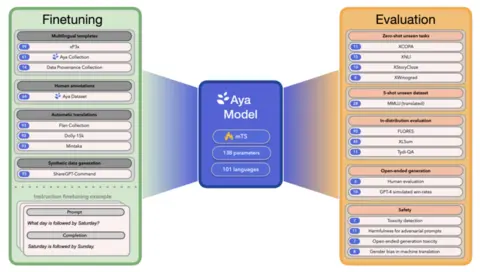 Finetuning
Multilingual templates
xP3x
Aya Collection
Data Provenance Collection
Human annotations
Aya Dataset
Automatic translations
Flan Collection
Dolly 15k
Mintaka
Synthetic data generation
ShareGPT-Command
Instruction finetuning example
Prompt
What day is followed by Saturday?
Completion
Saturday is followed by Sunday
Aya
Model
mT5
13B parameters
101 languages
Evaluation
Zero-shot unseen tasks
XCOPA
XNLI
XStoryCloze
XWinograd
5-shot unseen dataset
MMLU (translated)
In-distribution evaluation
FLORES
XLSum
TydiQA
Open-ended generation
Human evaluation
GPT-4 simulated win-rates
Safety
Toxicity detection
Harmfulness for adversarial prompts
Open-ended generation toxicity
Gender bias in machine translation